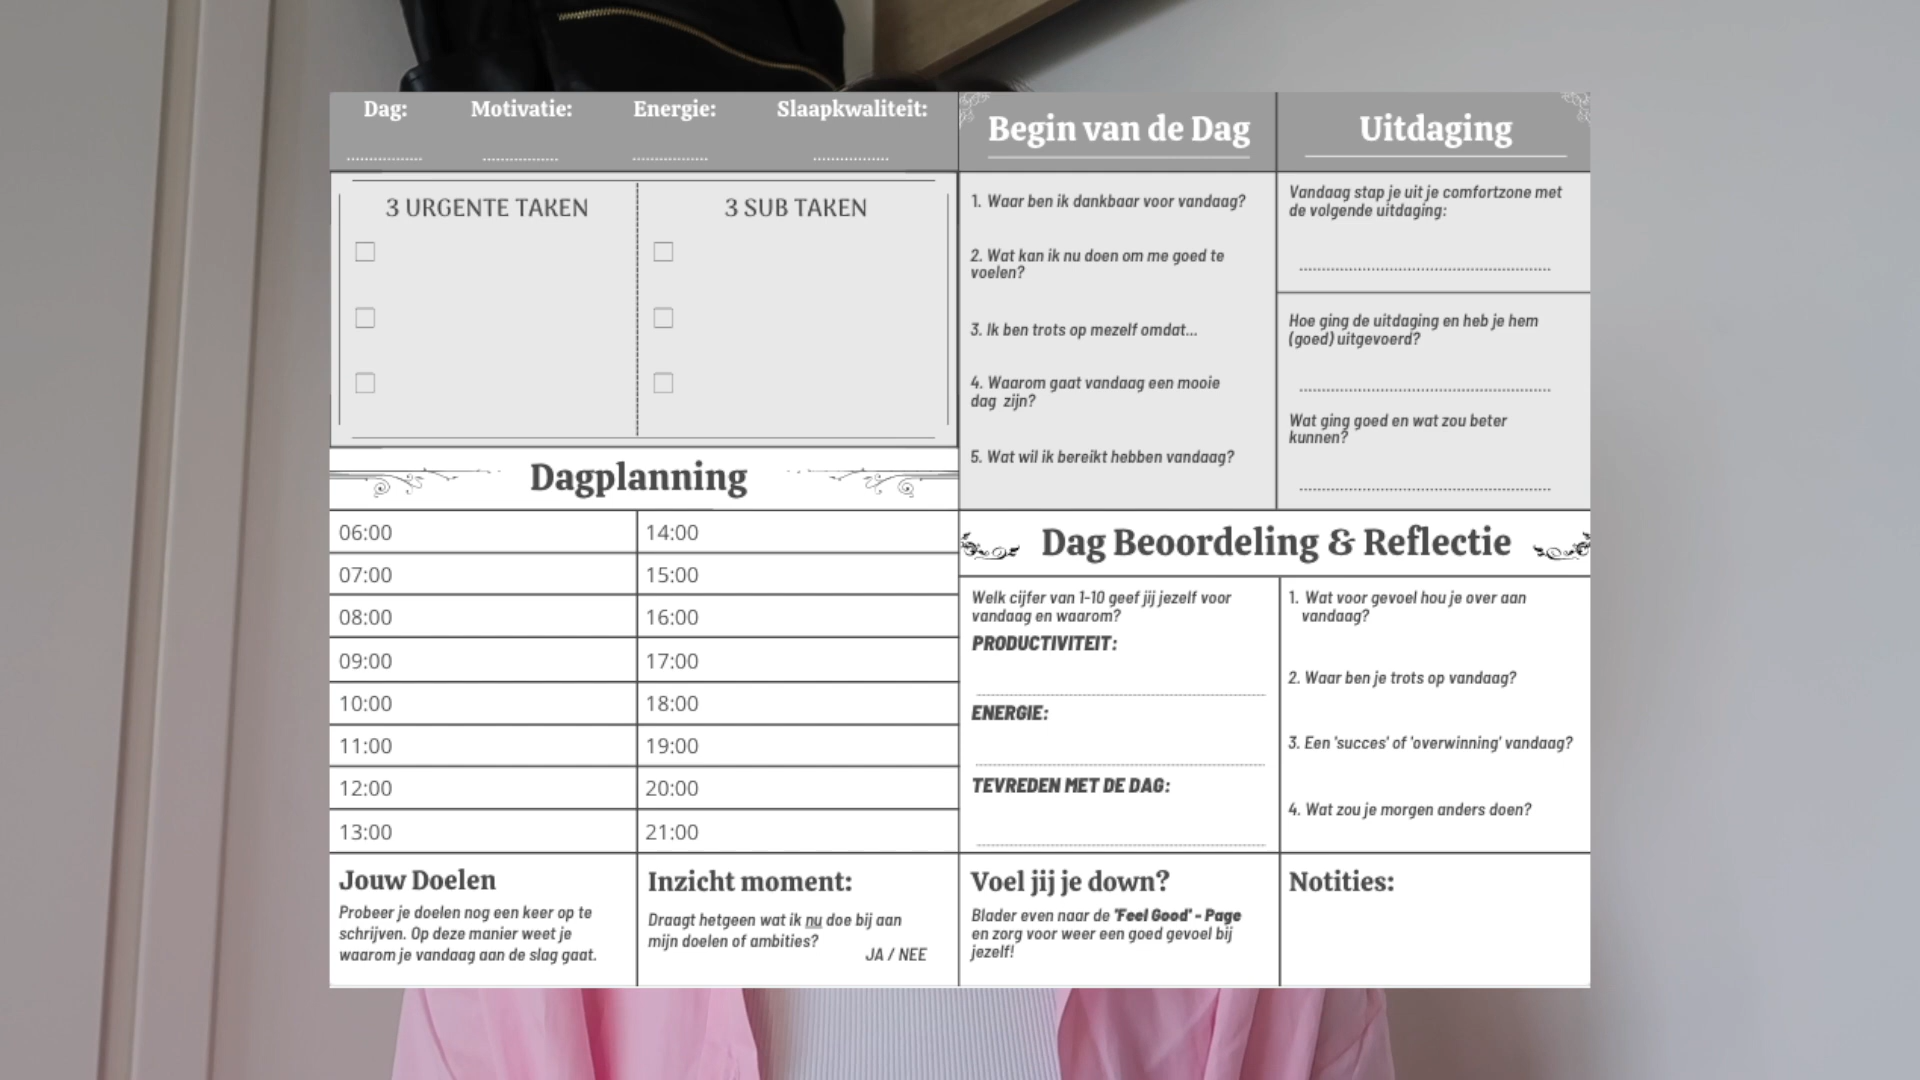 Dag: Motivatie: Energie: Slaapkwaliteit:
3 URGENTE TAKEN
3 SUB TAKEN
Dagplanning
06:00
07:00
08:00
09:00
10:00
11:00
12:00
13:00
14:00
15:00
16:00
17:00
18:00
19:00
20:00
21:00
Jouw Doelen
Probeer je doelen nog een keer op te
schrijven. Op deze manier weet je
waarom je vandaag aan de slag gaat.
Inzicht moment:
Draagt hetgeen wat ik nu doe bij aan
mijn doelen of ambities?
JA / NEE
Begin van de Dag
1. Waar ben ik dankbaar voor vandaag?
2. Wat kan ik nu doen om me goed te
voelen?
3. Ik ben trots op mezelf omdat...
4. Waarom gaat vandaag een mooie
dag zijn?
5. Wat wil ik bereikt hebben vandaag?
Uitdaging
Vandaag stap je uit je comfortzone met
de volgende uitdaging:
Hoe ging de uitdaging en heb je hem
(goed) uitgevoerd?
Wat ging goed en wat zou beter
kunnen?
Dag Beoordeling & Reflectie
Welk cijfer van 1-10 geef jij jezelf voor
vandaag en waarom?
PRODUCTIVITEIT:
ENERGIE:
TEVREDEN MET DE DAG:
1. Wat voor gevoel hou je over aan
vandaag?
2. Waar ben je trots op vandaag?
3. Een 'succes' of 'overwinning' vandaag?
4. Wat zou je morgen anders doen?
Voel jij je down?
Blader even naar de 'Feel Good' - Page
en zorg voor weer een goed gevoel bij
jezelf!
Notities: